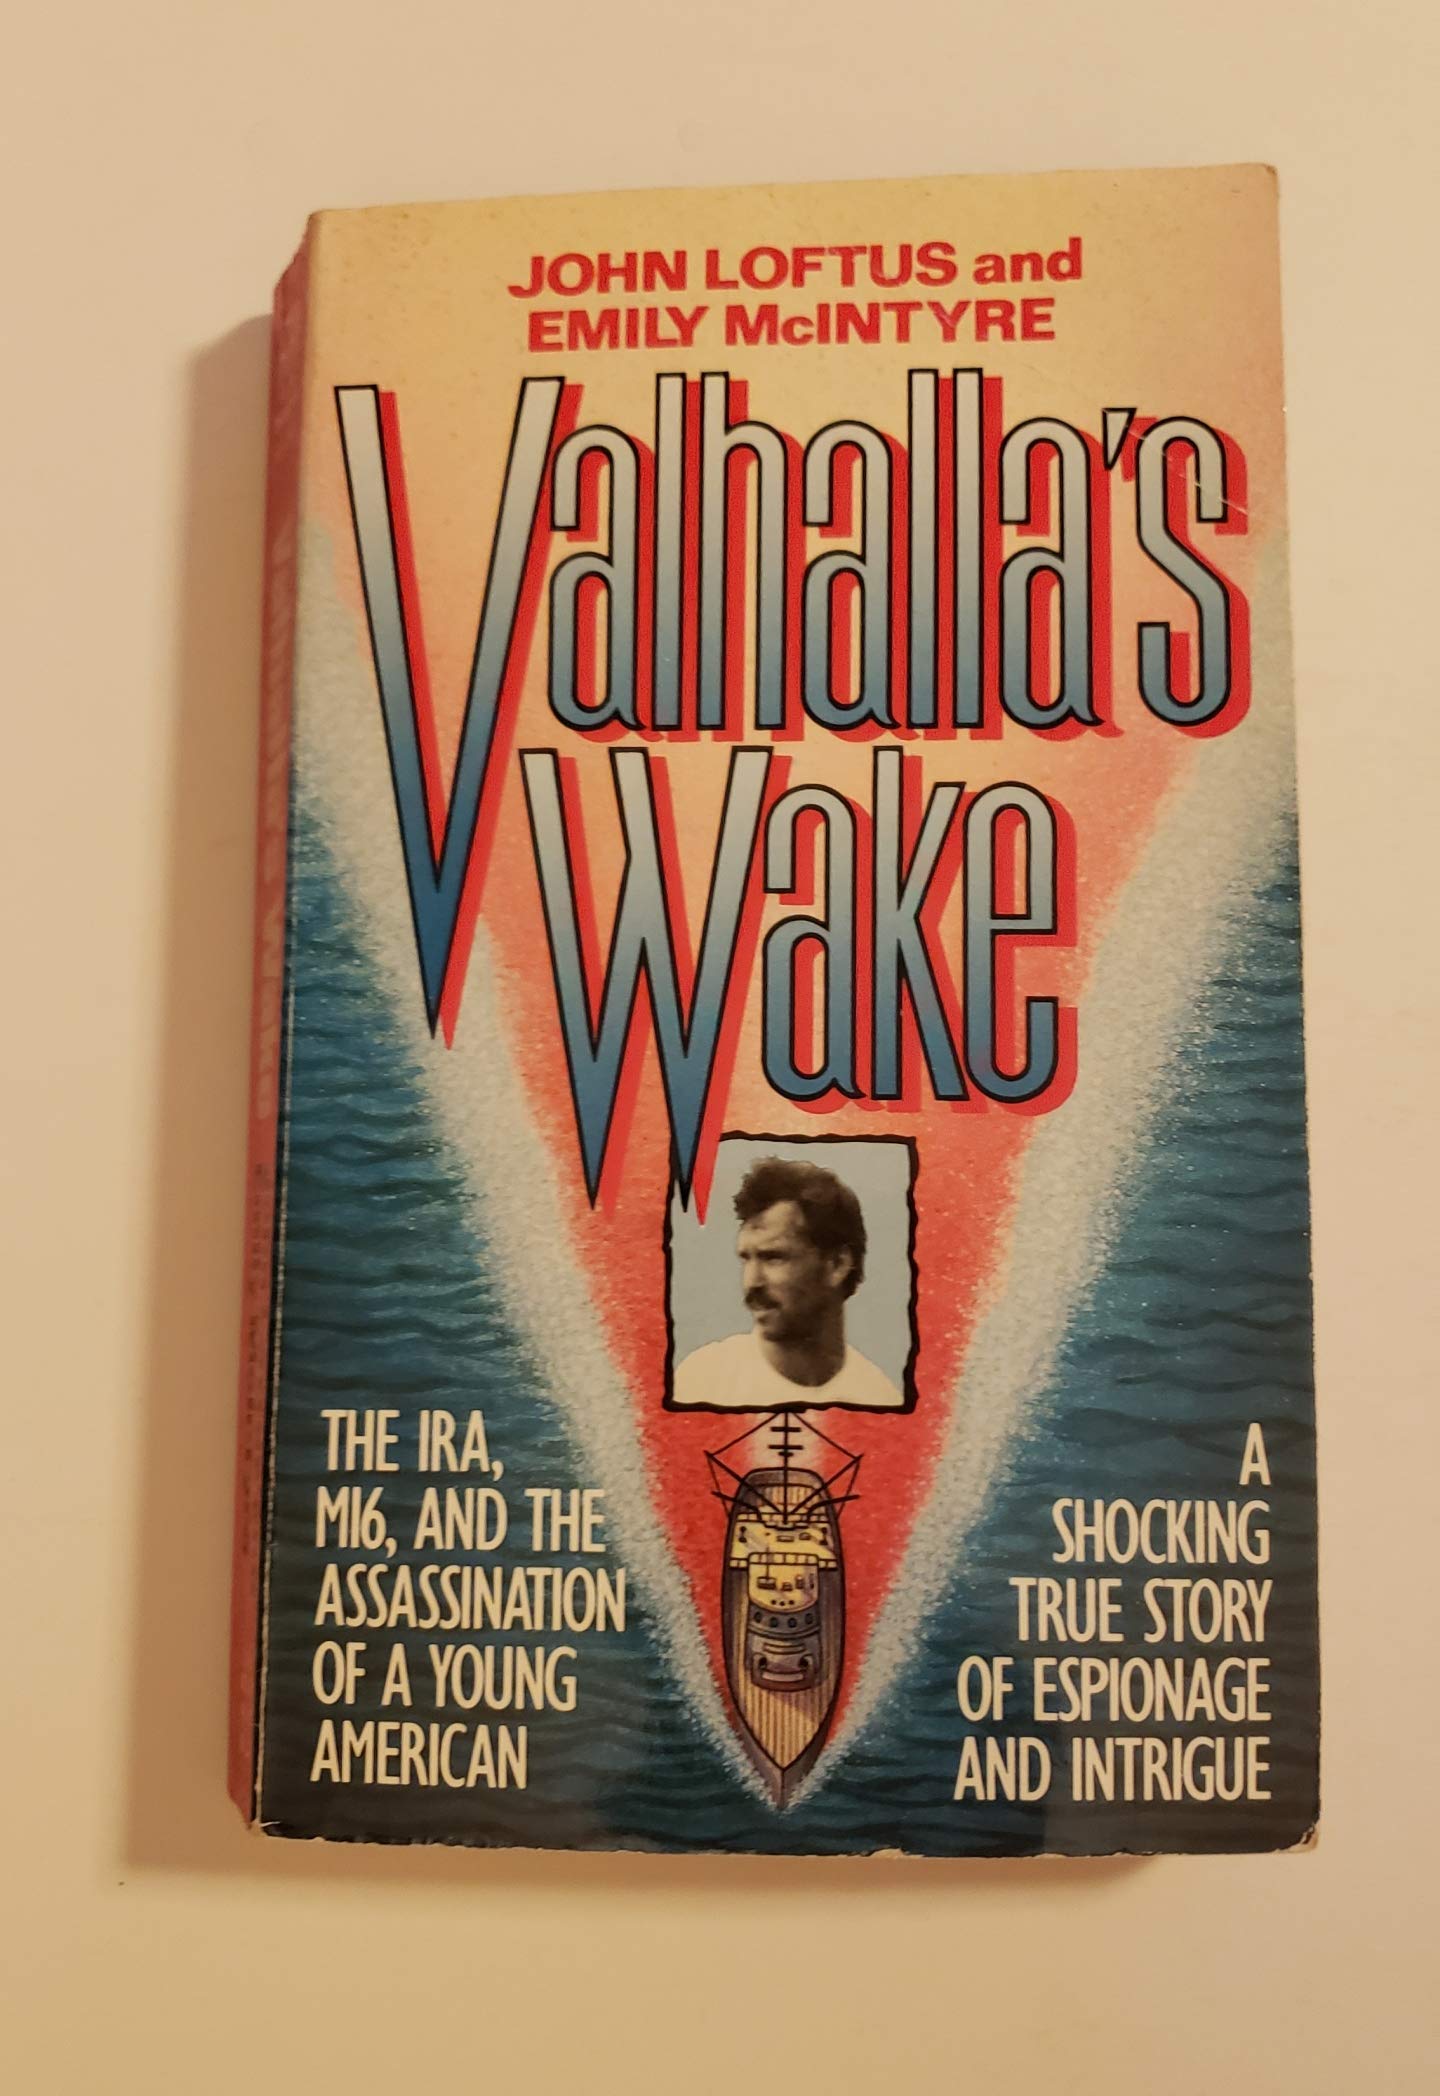 JOHN LOFTUS and
EMILY McINTYRE
Valhalla's
Wake
THE IRA,
MI6, AND THE
ASSASSINATION
OF A YOUNG
AMERICAN
A
SHOCKING
TRUE STORY
OF ESPIONAGE
AND INTRIGUE